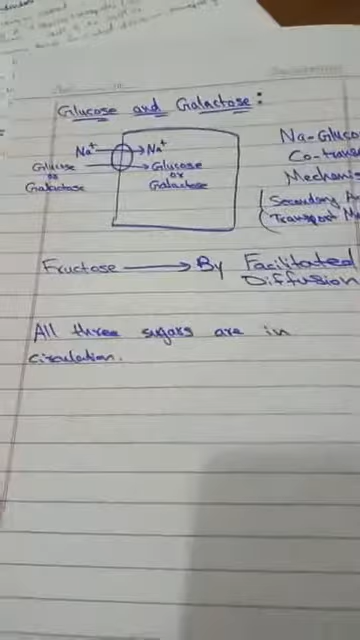 Glucose and Galactose:
Na+ → Na+
Glucose → Glucose
or or
Galactose Galactose
Na-Gluco
Co-trans
Mechanis
(Secondary A
(Transport M
Fructose → By Facilitated
Diffusion
All three sugars are in
circulation.